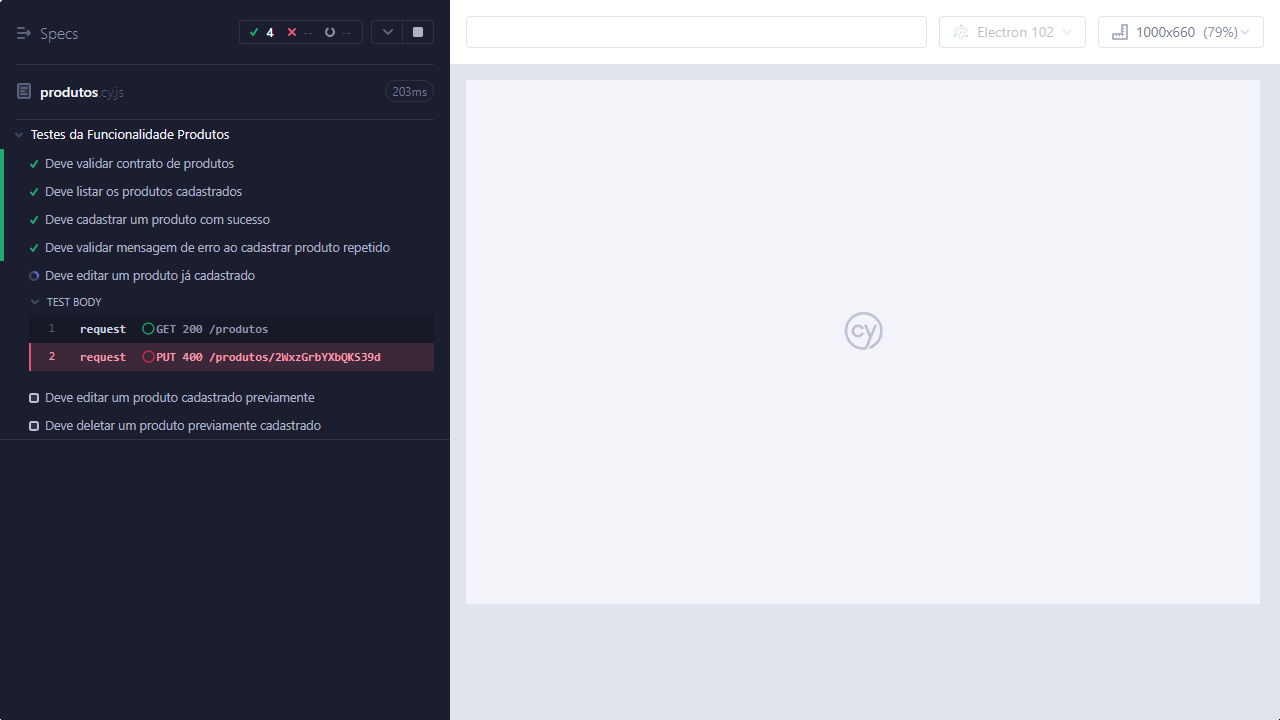 Specs
4 -- --
produtos.cy.js 203ms
Testes da Funcionalidade Produtos
Deve validar contrato de produtos
Deve listar os produtos cadastrados
Deve cadastrar um produto com sucesso
Deve validar mensagem de erro ao cadastrar produto repetido
Deve editar um produto já cadastrado
TEST BODY
1 request GET 200 /produtos
2 request PUT 400 /produtos/2WxzGrbYXbQKS39d
Deve editar um produto cadastrado previamente
Deve deletar um produto previamente cadastrado
Electron 102
1000x660 (79%)
cy